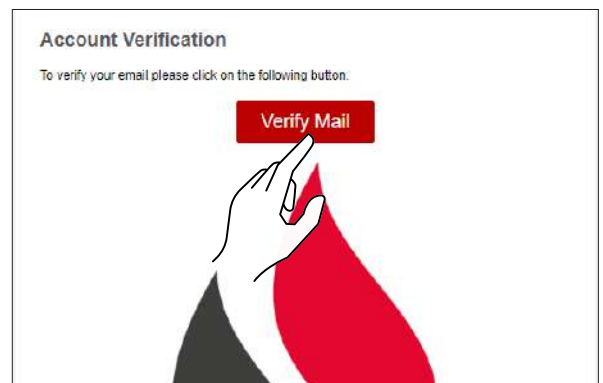 Account Verification
To verify your email please click on the following button.
Verify Mail